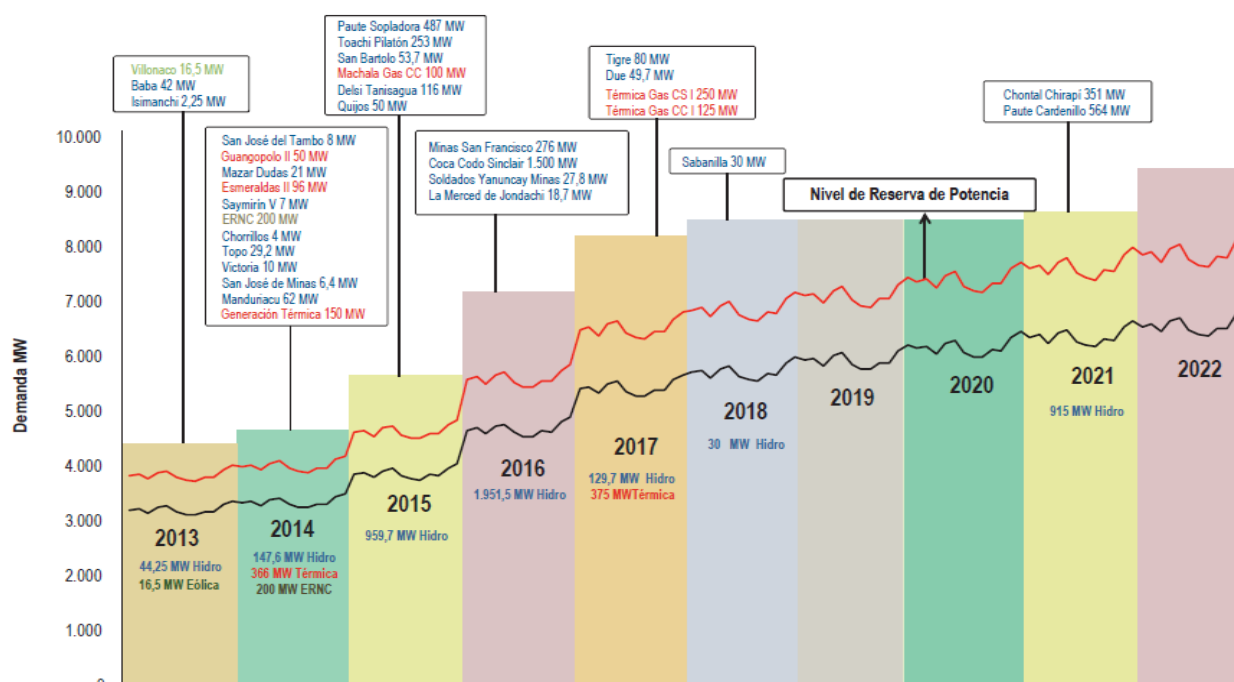 Villonaco 16,5 MW
Baba 42 MW
Isimanchi 2,25 MW
San José del Tambo 8 MW
Guangopolo II 50 MW
Mazar Dudas 21 MW
Esmeraldas II 96 MW
Saymirín V 7 MW
ERNC 200 MW
Chorrillos 4 MW
Topo 29,2 MW
Victoria 10 MW
San José de Minas 6,4 MW
Manduriacu 62 MW
Generación Térmica 150 MW
Paute Sopladora 487 MW
Toachi Pilatón 253 MW
San Bartolo 53,7 MW
Machala Gas CC 100 MW
Delsi Tanisagua 116 MW
Quijos 50 MW
Minas San Francisco 276 MW
Coca Codo Sinclair 1.500 MW
Soldados Yanuncay Minas 27,8 MW
La Merced de Jondachi 18,7 MW
Tigre 80 MW
Due 49,7 MW
Térmica Gas CS I 250 MW
Térmica Gas CC I 125 MW
Sabanilla 30 MW
Chontal Chirapí 351 MW
Paute Cardenillo 564 MW
Nivel de Reserva de Potencia
Demanda MW
10.000
9.000
8.000
7.000
6.000
5.000
4.000
3.000
2.000
1.000
0
2013
44,25 MW Hidro
16,5 MW Eólica
2014
147,6 MW Hidro
366 MW Térmica
200 MW ERNC
2015
959,7 MW Hidro
2016
1.951,5 MW Hidro
2017
129,7 MW Hidro
375 MWTérmica
2018
30 MW Hidro
2019
2020
2021
915 MW Hidro
2022